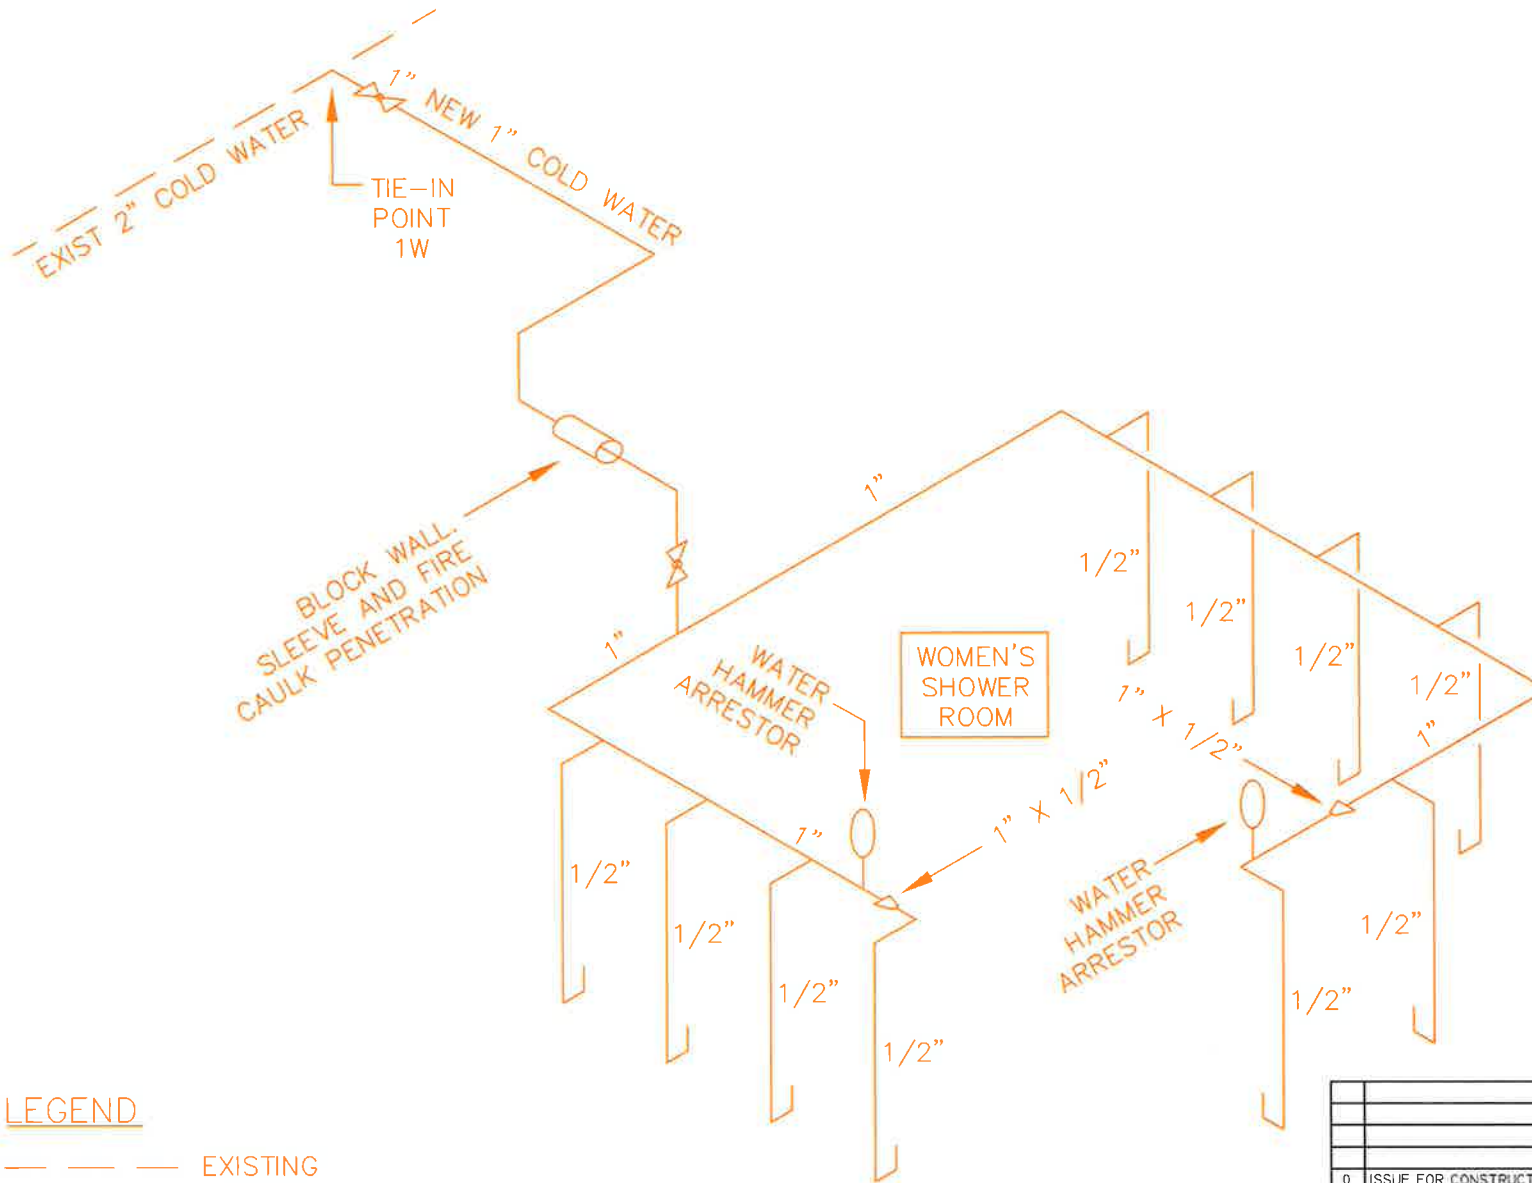 1"
NEW 1" COLD WATER
EXIST 2" COLD WATER
TIE-IN
POINT
1W
BLOCK WALL.
SLEEVE AND FIRE
CAULK PENETRATION
1"
1"
WATER
HAMMER
ARRESTOR
WOMEN'S
SHOWER
ROOM
1/2"
1/2"
1/2"
1/2"
1" X 1/2"
1"
1" X 1/2"
1"
WATER
HAMMER
ARRESTOR
1/2"
1/2"
1/2"
1/2"
1/2"
1/2"
LEGEND
EXISTING
0 ISSUE FOR CONSTRUCT